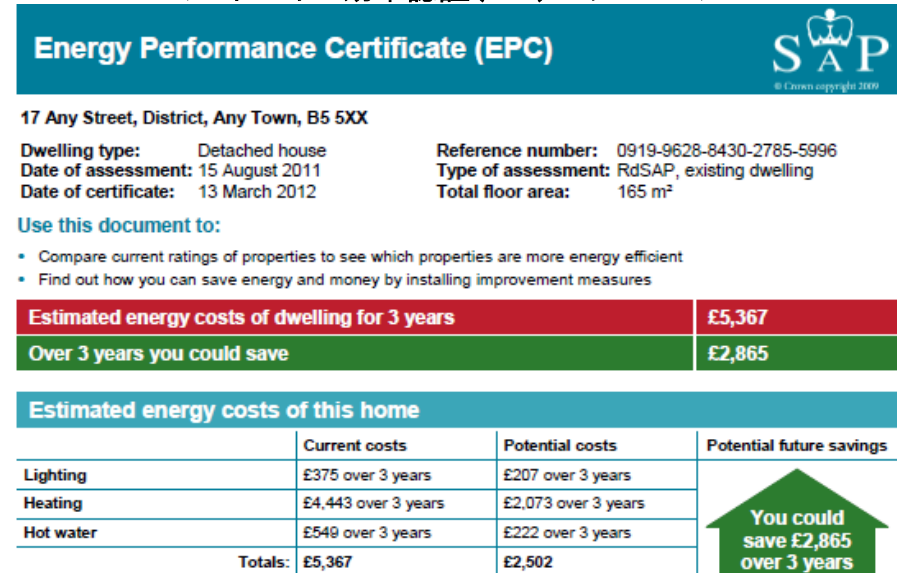 Energy Performance Certificate (EPC)
SAP
© Crown copyright 2009
17 Any Street, District, Any Town, B5 5XX
Dwelling type: Detached house Reference number: 0919-9628-8430-2785-5996
Date of assessment: 15 August 2011 Type of assessment: RdSAP, existing dwelling
Date of certificate: 13 March 2012 Total floor area: 165 m²
Use this document to:
• Compare current ratings of properties to see which properties are more energy efficient
• Find out how you can save energy and money by installing improvement measures
Estimated energy costs of dwelling for 3 years £5,367
Over 3 years you could save £2,865
Estimated energy costs of this home
Current costs Potential costs Potential future savings
Lighting £375 over 3 years £207 over 3 years
Heating £4,443 over 3 years £2,073 over 3 years
Hot water £549 over 3 years £222 over 3 years
Totals: £5,367 £2,502
You could
save £2,865
over 3 years